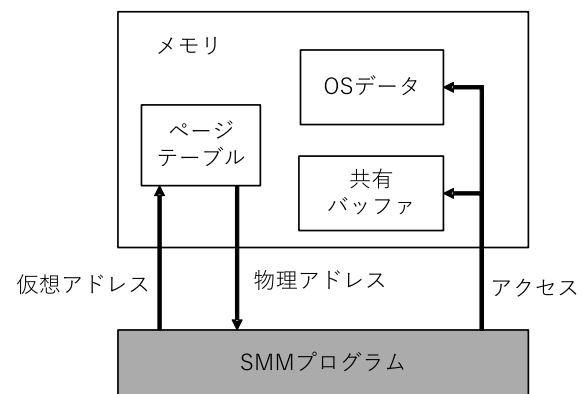 メモリ
OSデータ
ページ
テーブル
共有
バッファ
仮想アドレス
物理アドレス
アクセス
SMMプログラム